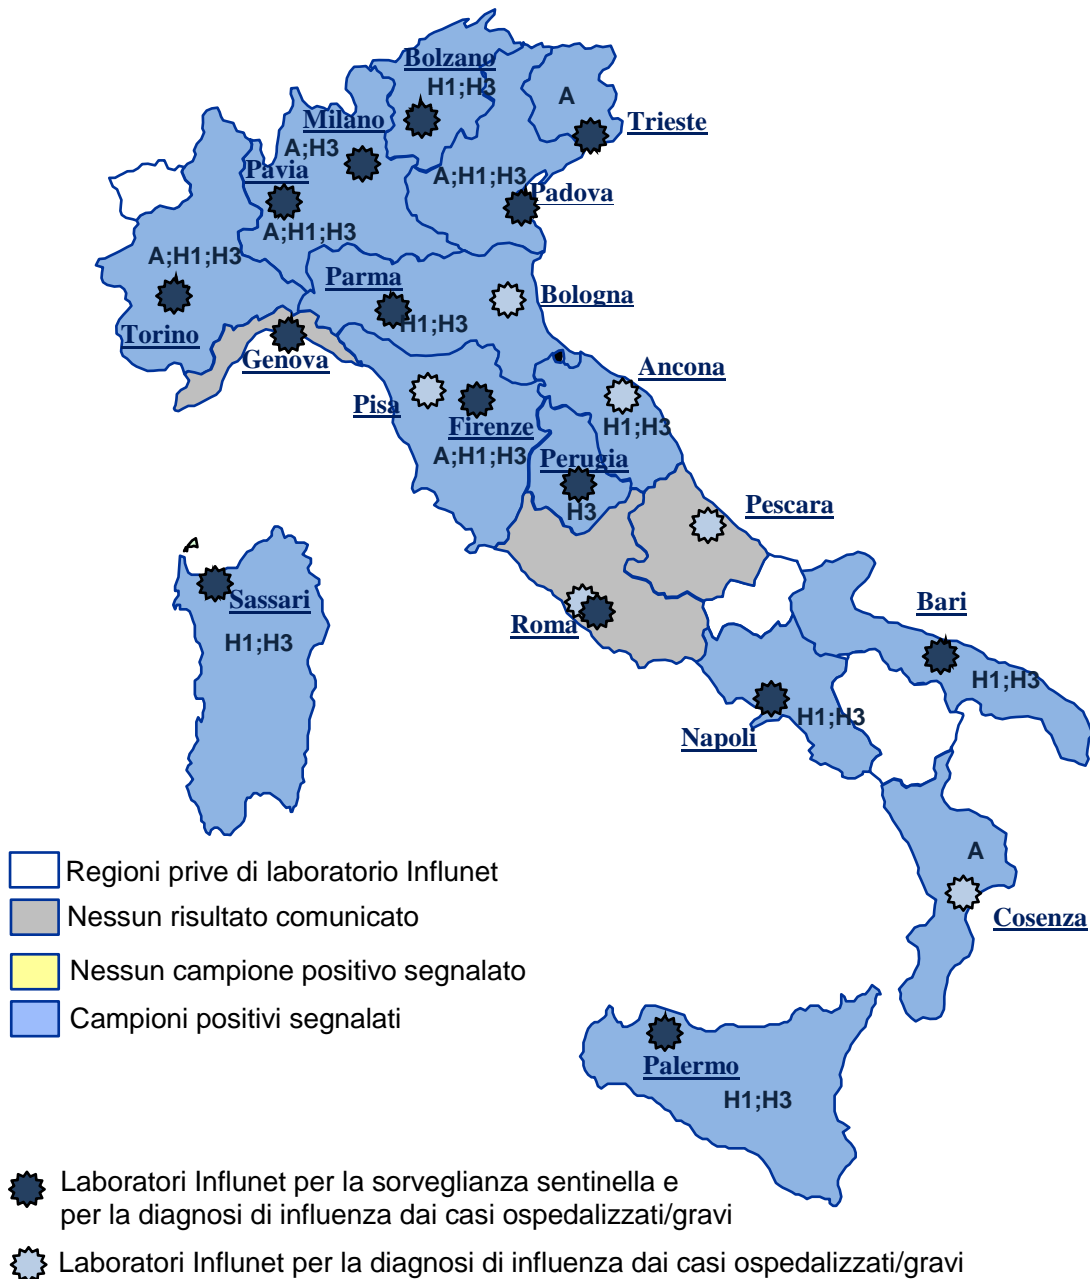 Bolzano
H1;H3
A
Milano
Trieste
A;H3
Pavia
A;H1;H3
Padova
A;H1;H3
A;H1;H3
Parma
Bologna
H1;H3
Torino
Genova
Ancona
Pisa
Firenze
H1;H3
A;H1;H3
Perugia
H3
Pescara
Sassari
Bari
Roma
H1;H3
H1;H3
H1;H3
Napoli
A
Cosenza
Regioni prive di laboratorio Influnet
Nessun risultato comunicato
Nessun campione positivo segnalato
Campioni positivi segnalati
Palermo
H1;H3
Laboratori Influnet per la sorveglianza sentinella e
per la diagnosi di influenza dai casi ospedalizzati/gravi
Laboratori Influnet per la diagnosi di influenza dai casi ospedalizzati/gravi